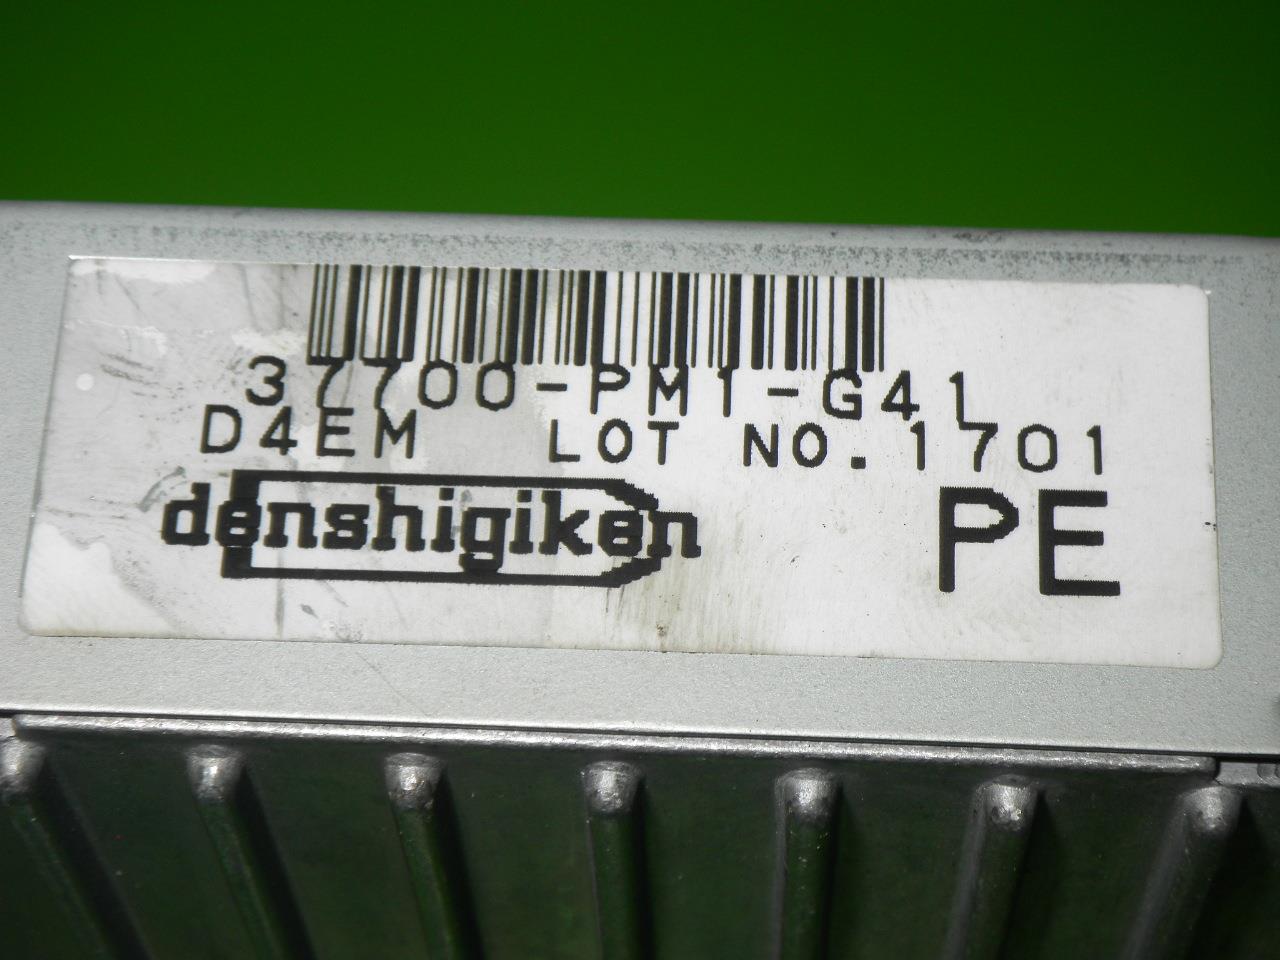 37700-PM1-G41
D4EM LOT NO.1701
denshigiken
PE